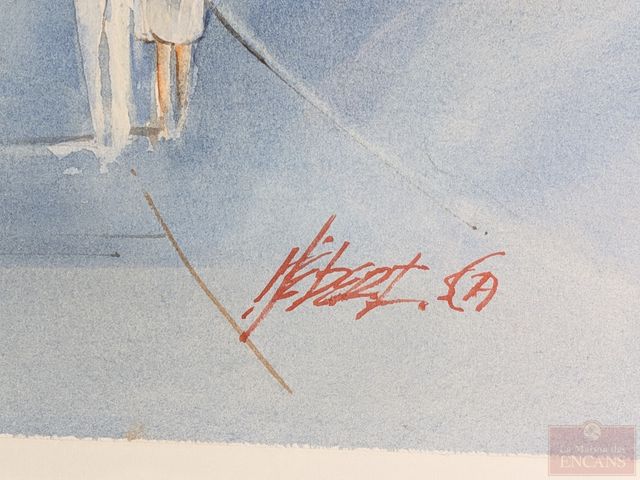 Hébert.
La Maison des
ENCANS